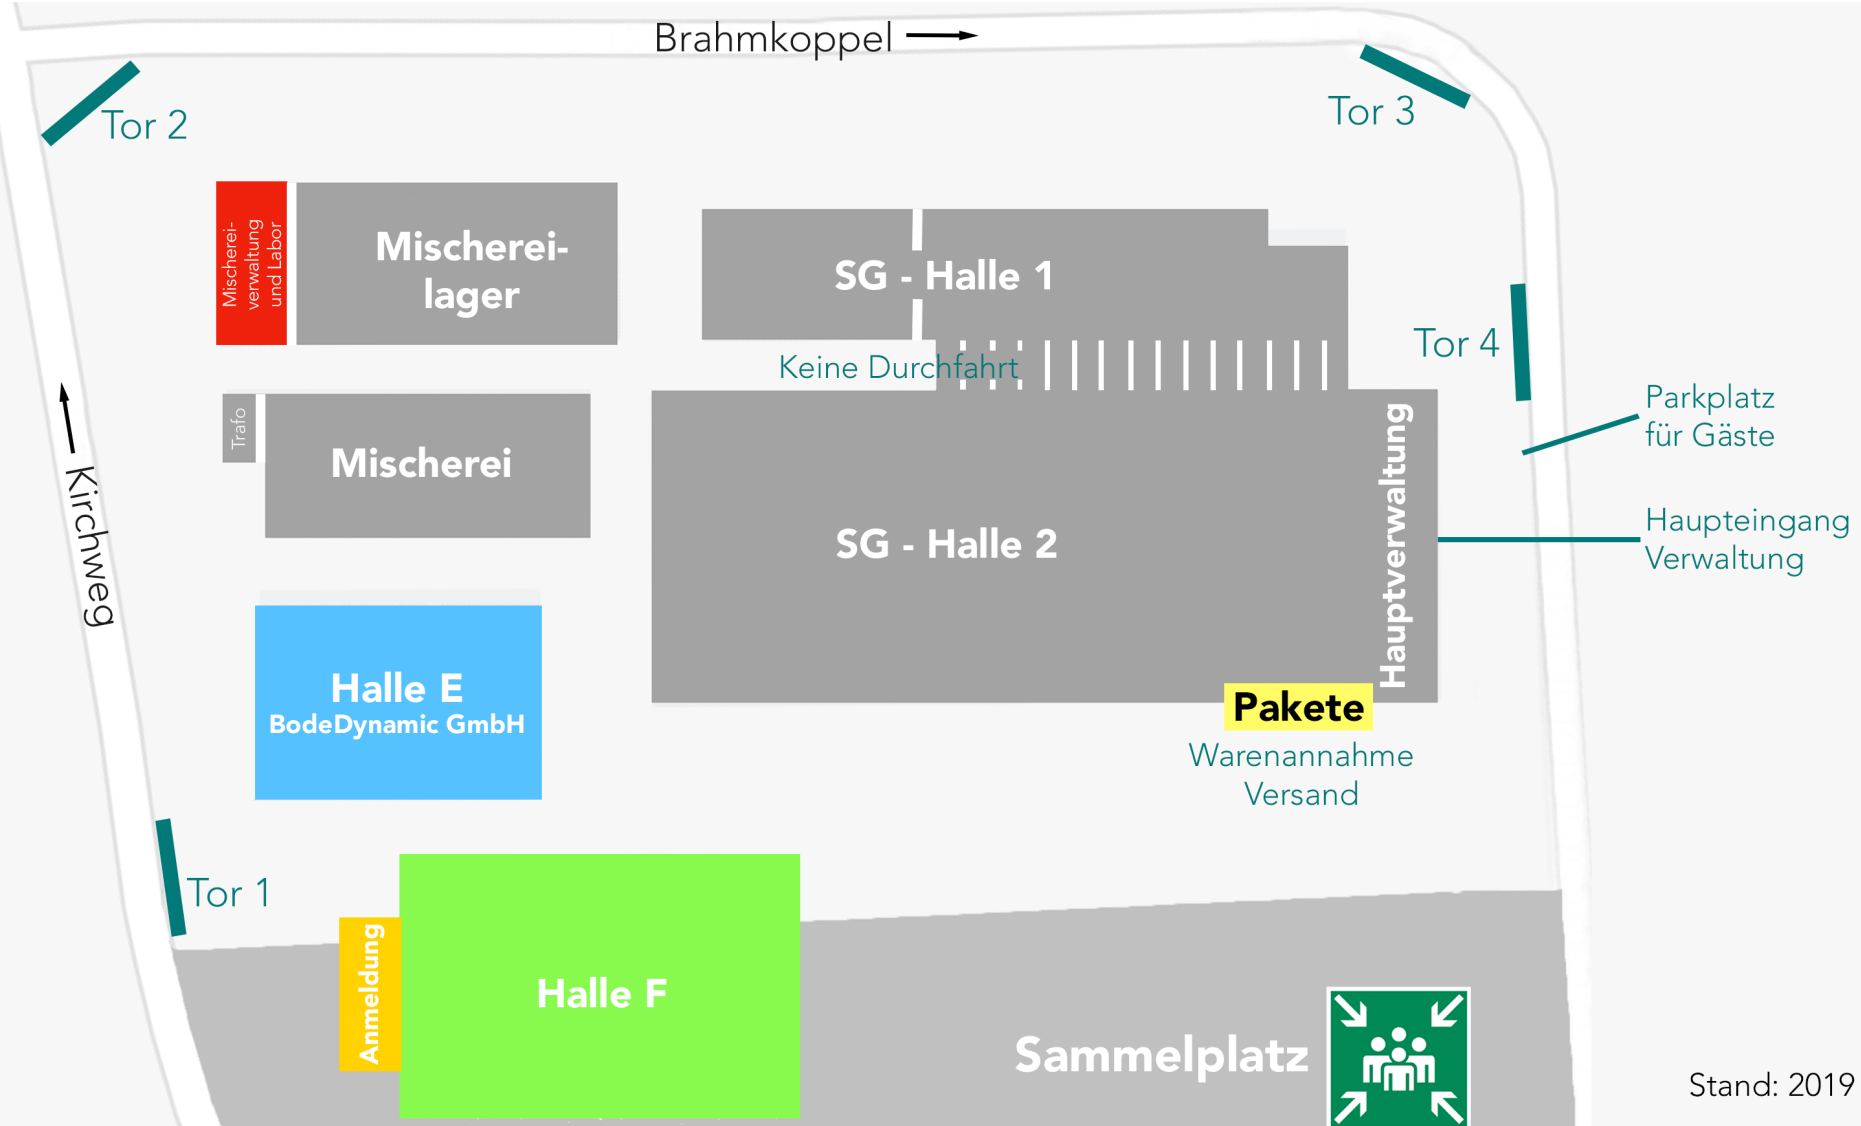 Brahmkoppel
Tor 2
Tor 3
Mischerei-
verwaltung
und Labor
Mischerei-
lager
SG - Halle 1
Keine Durchfahrt
Tor 4
Parkplatz
für Gäste
Trafo
Mischerei
Kirchweg
SG - Halle 2
Hauptverwaltung
Haupteingang
Verwaltung
Halle E
BodeDynamic GmbH
Pakete
Warenannahme
Versand
Tor 1
Anmeldung
Halle F
Sammelplatz
Stand: 2019